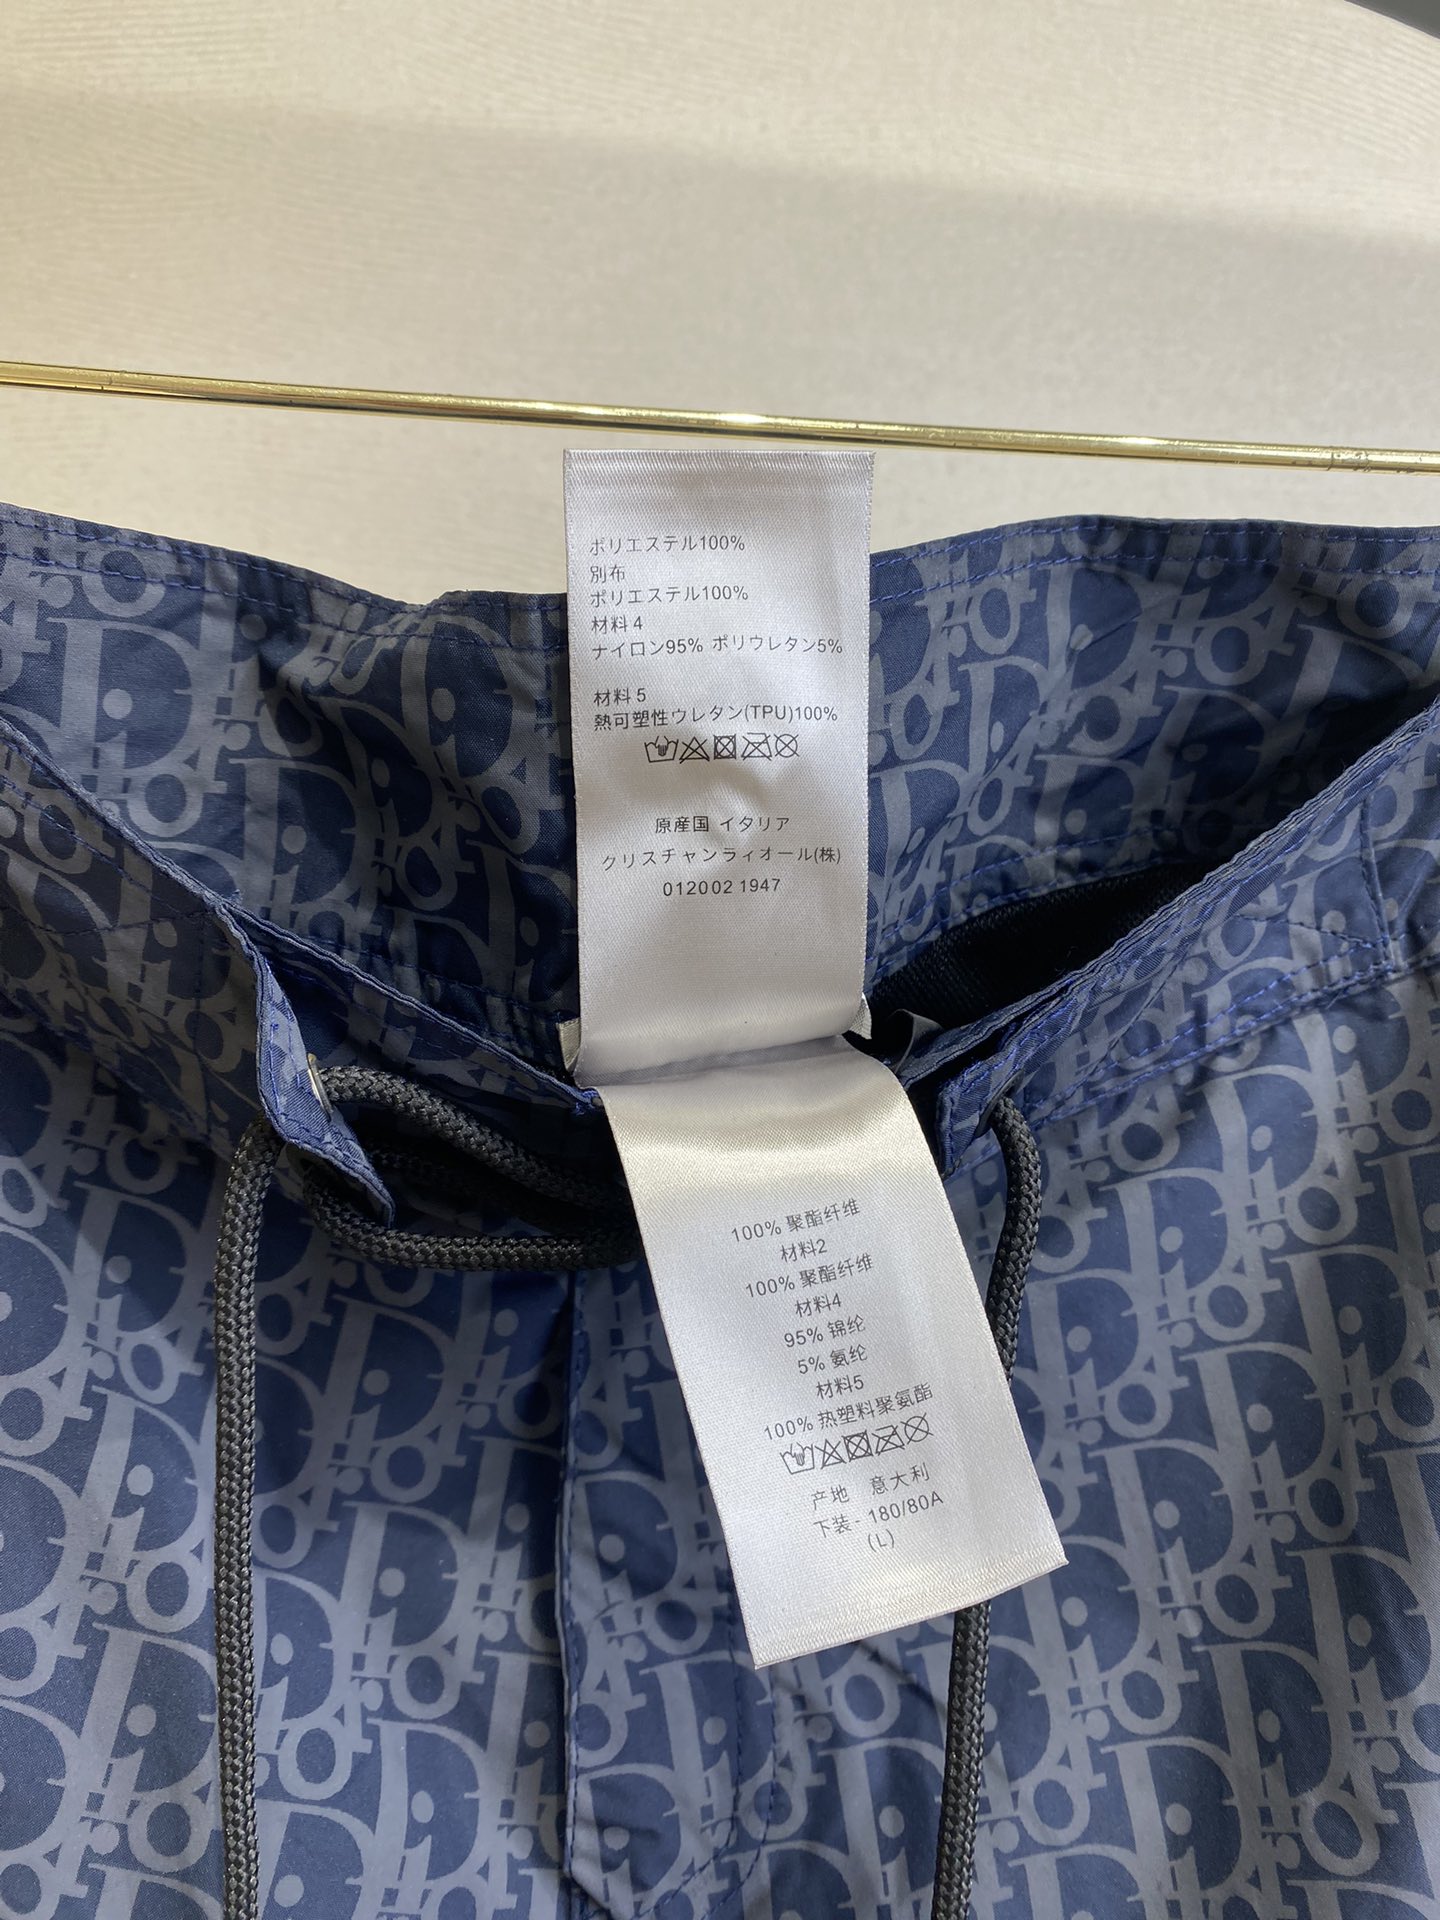 ポリエステル100%
別布
ポリエステル100%
材料 4
ナイロン95% ポリウレタン5%
材料 5
熱可塑性ウレタン(TPU)100%
原産国 イタリア
クリスチャンライオール(株)
012002 1947
100% 聚酯纤维
材料2
100% 聚酯纤维
材料4
95% 锦纶
5% 氨纶
材料5
100% 热塑料聚氨酯
产地 意大利
下装 - 180/80A
(L)
Dior